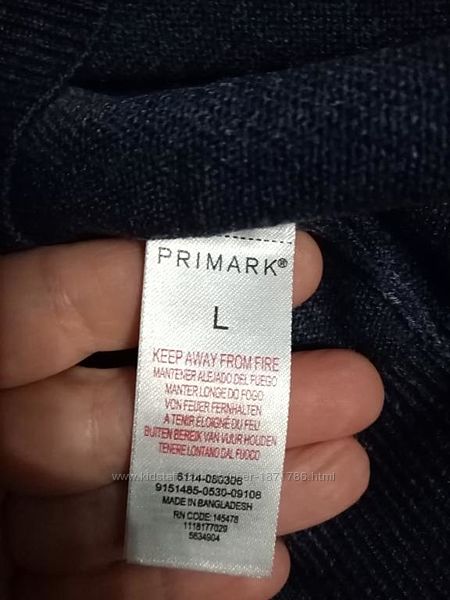 PRIMARK®
L
KEEP AWAY FROM FIRE
MANTENER ALEJADO DEL FUEGO
MANTER LONGE DO FOGO
VON FEUER FERNHALTEN
A TENIR ÉLOIGNÉ DU FEU
BUITEN BEREIK VAN VUUR HOUDEN
TENERE LONTANO DAL FUOCO
6114-080306
9151485-0530-09108
MADE IN BANGLADESH
RN CODE: 145478
1118177029
5634904